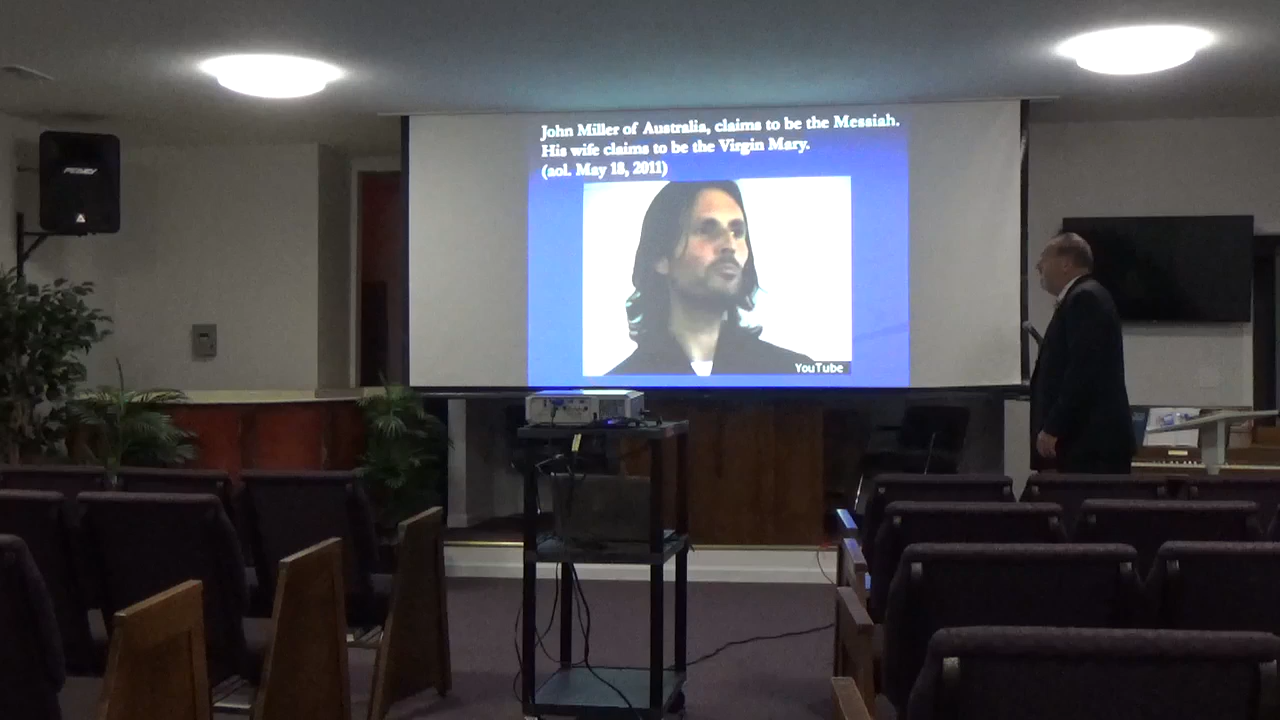 John Miller of Australia, claims to be the Messiah.
His wife claims to be the Virgin Mary.
(aol. May 18, 2011)
YouTube
PEAVEY